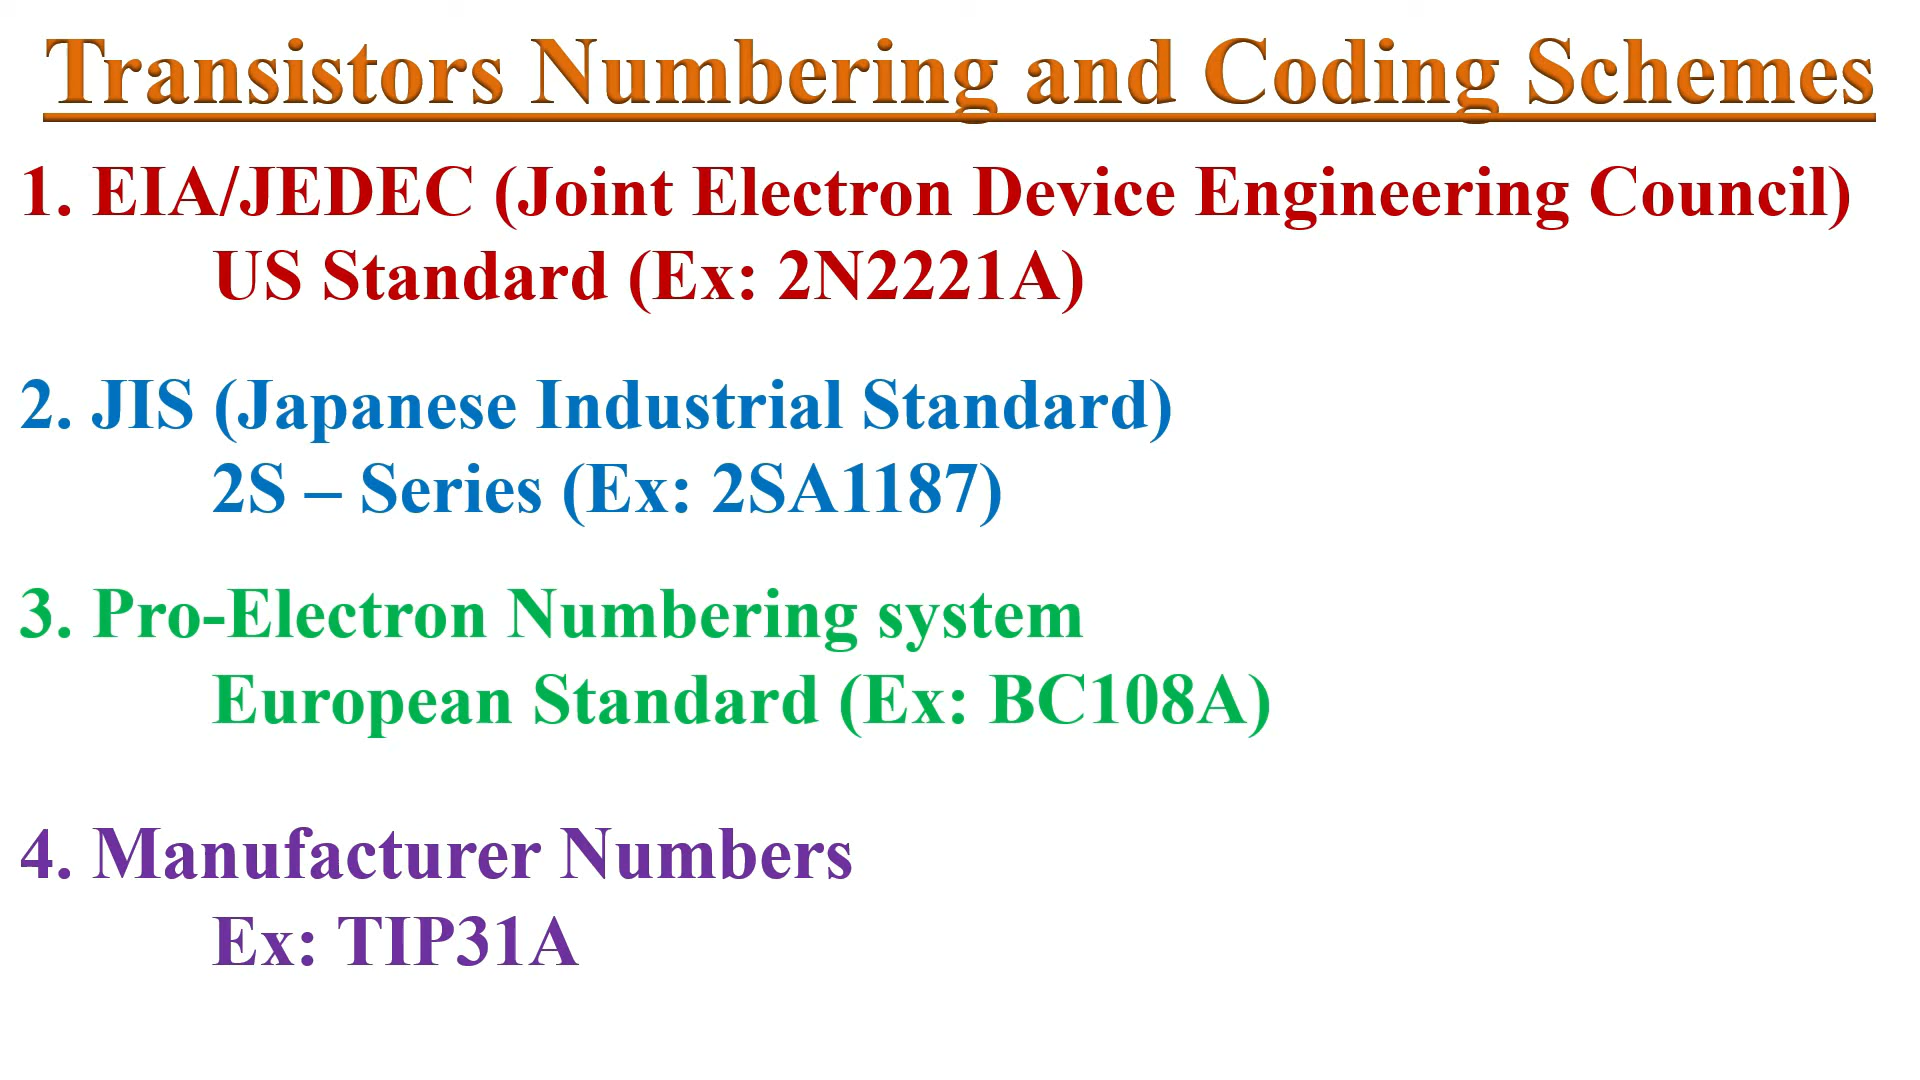 Transistors Numbering and Coding Schemes
1. EIA/JEDEC (Joint Electron Device Engineering Council)
US Standard (Ex: 2N2221A)
2. JIS (Japanese Industrial Standard)
2S – Series (Ex: 2SA1187)
3. Pro-Electron Numbering system
European Standard (Ex: BC108A)
4. Manufacturer Numbers
Ex: TIP31A